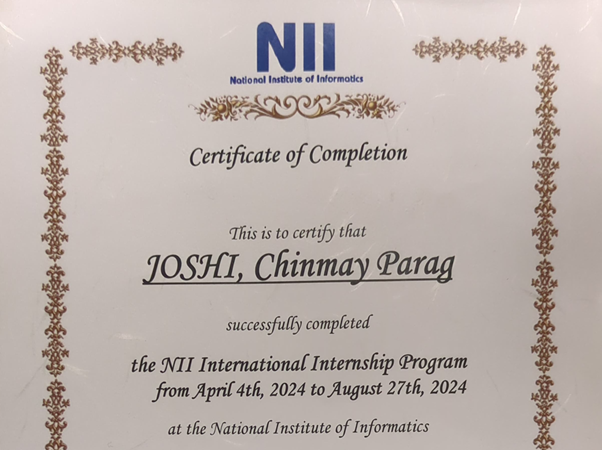 NII
National Institute of Informatics
Certificate of Completion
This is to certify that
JOSHI, Chinmay Parag
successfully completed
the NII International Internship Program
from April 4th, 2024 to August 27th, 2024
at the National Institute of Informatics